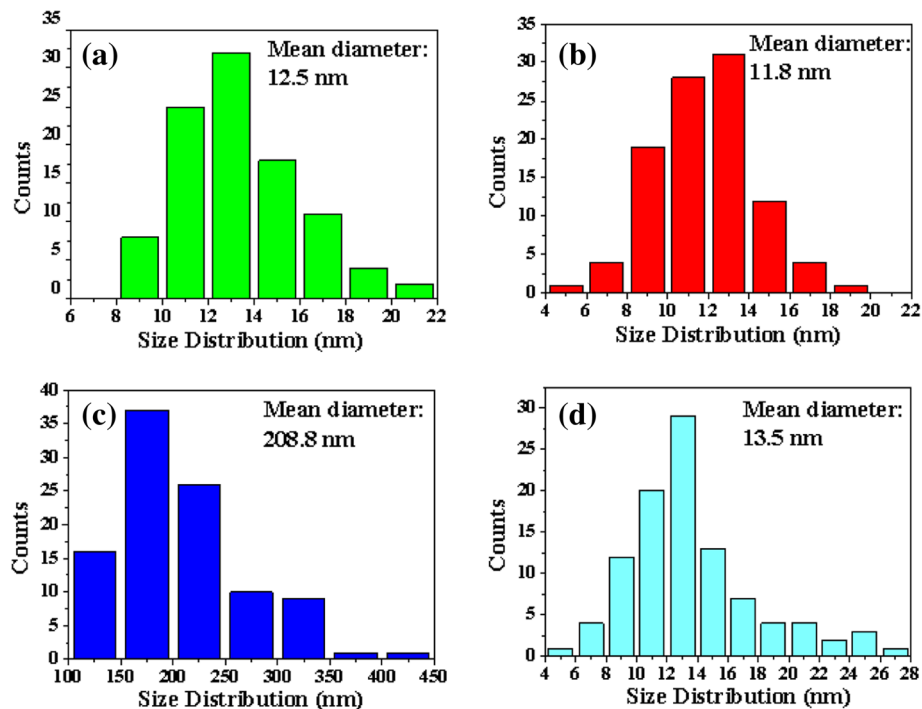 (a)
Mean diameter:
12.5 nm
Counts
35
30
25
20
15
10
5
0
6 8 10 12 14 16 18 20 22
Size Distribution (nm)
(b)
Mean diameter:
11.8 nm
Counts
35
30
25
20
15
10
5
0
4 6 8 10 12 14 16 18 20 22
Size Distribution (nm)
(c)
Mean diameter:
208.8 nm
Counts
40
35
30
25
20
15
10
5
0
100 150 200 250 300 350 400 450
Size Distribution (nm)
(d)
Mean diameter:
13.5 nm
Counts
30
25
20
15
10
5
0
4 6 8 10 12 14 16 18 20 22 24 26 28
Size Distribution (nm)